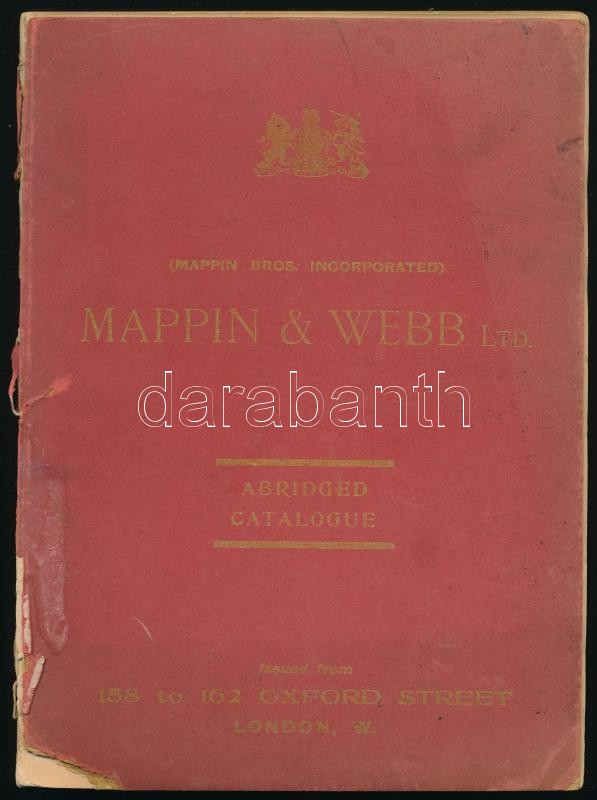 (MAPPIN BROS. INCORPORATED)
MAPPIN & WEBB LTD.
darabanth
ABRIDGED
CATALOGUE
Issued from
158 to 162 OXFORD STREET
LONDON, W.